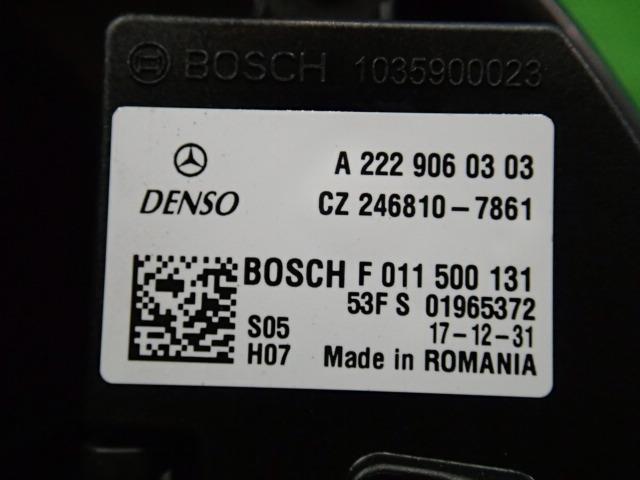 BOSCH 1035900023
A 222 906 03 03
DENSO CZ 246810-7861
BOSCH F 011 500 131
53F S 01965372
S05 17-12-31
H07 Made in ROMANIA